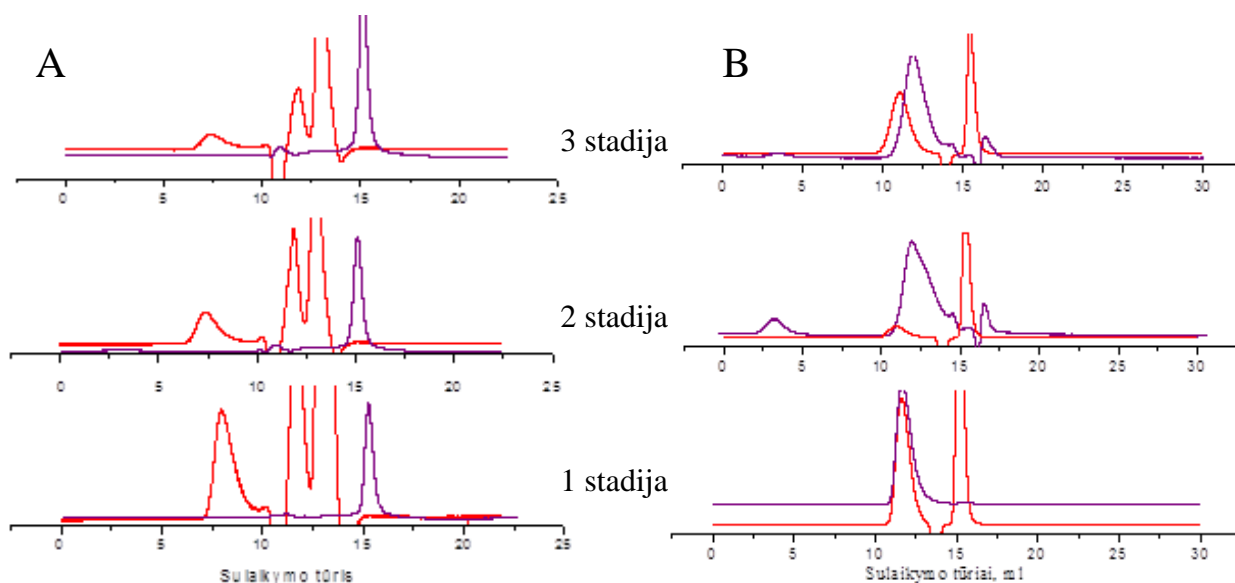 A
B
3 stadija
0 5 10 15 20 25
0 5 10 15 20 25 30
2 stadija
0 5 10 15 20 25
0 5 10 15 20 25 30
1 stadija
0 5 10 15 20 25
0 5 10 15 20 25 30
Sulaikymo tūris
Sulaikymo tūriai, ml